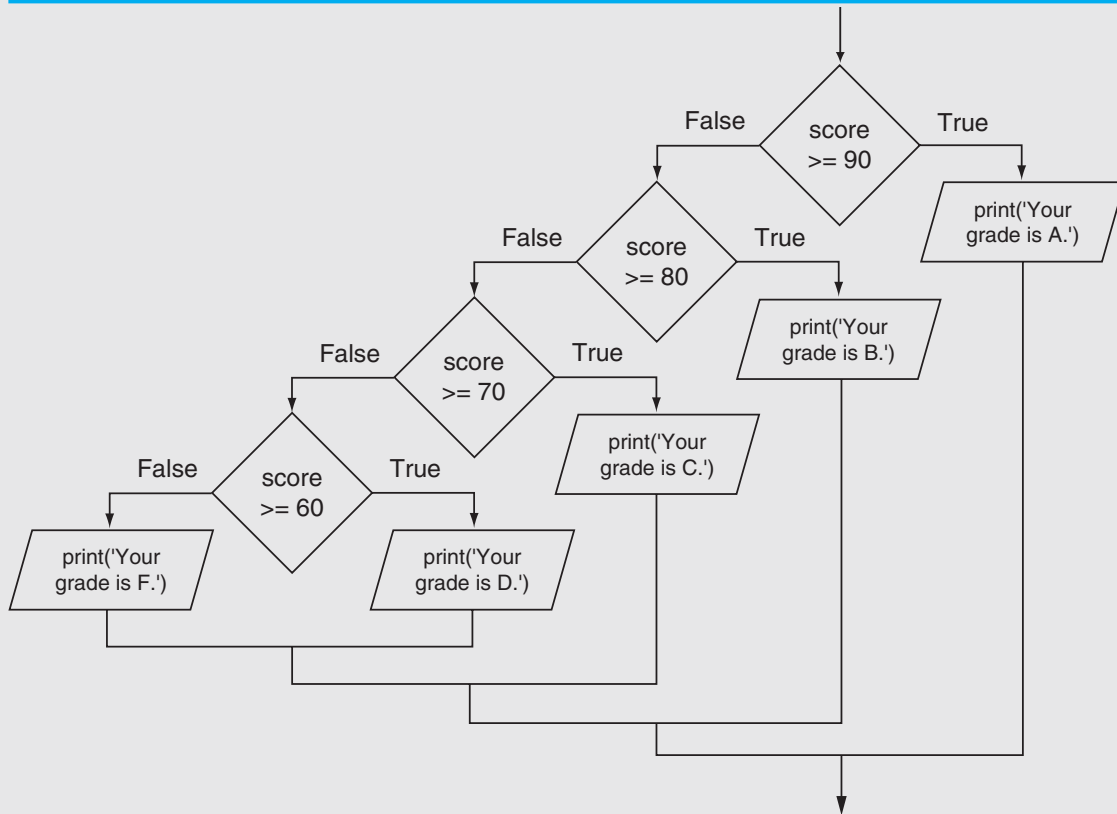 False
True
score
>= 90
print('Your
grade is A.')
False
True
score
>= 80
print('Your
grade is B.')
False
True
score
>= 70
print('Your
grade is C.')
False
True
score
>= 60
print('Your
grade is F.')
print('Your
grade is D.')